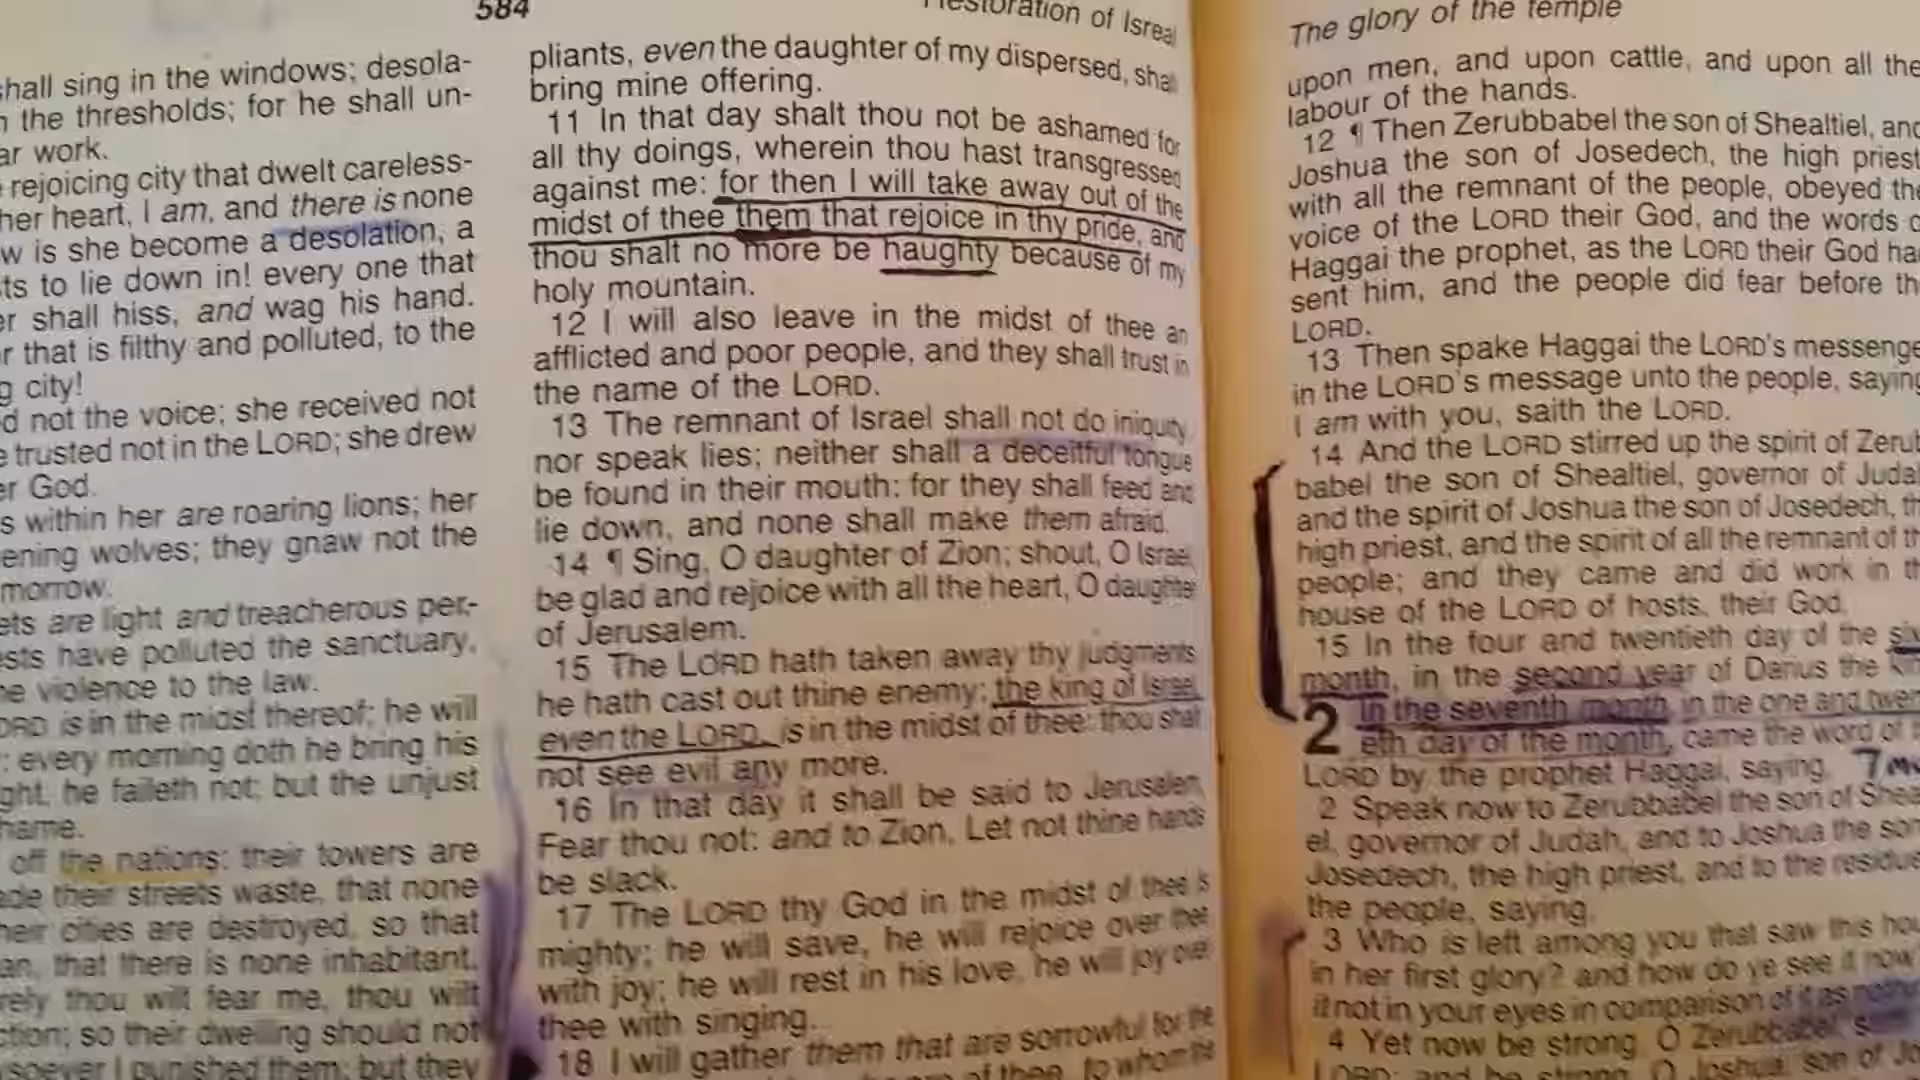 584
Restoration of Isreal
shall sing in the windows; desola-
the thresholds; for he shall un-
work.
rejoicing city that dwelt careless-
her heart, I am, and there is none
is she become a desolation, a
to lie down in! every one that
shall hiss, and wag his hand.
that is filthy and polluted, to the
city!
not the voice; she received not
trusted not in the LORD; she drew
God.
within her are roaring lions; her
ening wolves; they gnaw not the
morrow.
are light and treacherous per-
have polluted the sanctuary,
violence to the law.
is in the midst thereof; he will
: every morning doth he bring his
he faileth not; but the unjust
off the nations: their towers are
their streets waste, that none
cities are destroyed, so that
that there is none inhabitant.
thou wilt fear me, thou wilt
so their dwelling should not
I punished them: but they
pliants, even the daughter of my dispersed, shall
bring mine offering.
11 In that day shalt thou not be ashamed for
all thy doings, wherein thou hast transgressed
against me: for then I will take away out of the
midst of thee them that rejoice in thy pride, and
thou shalt no more be haughty because of my
holy mountain.
12 I will also leave in the midst of thee an
afflicted and poor people, and they shall trust in
the name of the LORD.
13 The remnant of Israel shall not do iniquity,
nor speak lies; neither shall a deceitful tongue
be found in their mouth: for they shall feed and
lie down, and none shall make them afraid.
14 ¶ Sing, O daughter of Zion; shout, O Israel;
be glad and rejoice with all the heart, O daughter
of Jerusalem.
15 The LORD hath taken away thy judgments,
he hath cast out thine enemy: the king of Israel,
even the LORD, is in the midst of thee: thou shalt
not see evil any more.
16 In that day it shall be said to Jerusalem,
Fear thou not: and to Zion, Let not thine hands
be slack.
17 The LORD thy God in the midst of thee is
mighty; he will save, he will rejoice over thee
with joy; he will rest in his love, he will joy over
thee with singing.
18 I will gather them that are sorrowful for the
of thee, to whom the
The glory of the temple
upon men, and upon cattle, and upon all the
labour of the hands.
12 ¶ Then Zerubbabel the son of Shealtiel, and
Joshua the son of Josedech, the high priest,
with all the remnant of the people, obeyed the
voice of the LORD their God, and the words
Haggai the prophet, as the LORD their God
sent him, and the people did fear before the
LORD.
13 Then spake Haggai the LORD's messenge
in the LORD's message unto the people, saying
I am with you, saith the LORD.
14 And the LORD stirred up the spirit of Zerub
babel the son of Shealtiel, governor of Judah
and the spirit of Joshua the son of Josedech, the
high priest, and the spirit of all the remnant of the
people; and they came and did work in the
house of the LORD of hosts, their God,
15 In the four and twentieth day of the six
month, in the second year of Darius the king
2 In the seventh month, in the one and twen
eth day of the month, came the word of
LORD by the prophet Haggai, saying, 7
2 Speak now to Zerubbabel the son of Sheal
el, governor of Judah, and to Joshua the son
Josedech, the high priest, and to the residue
the people, saying,
3 Who is left among you that saw this hou
in her first glory? and how do ye see it now
it not in your eyes in comparison of it as nothing
4 Yet now be strong, O Zerubbabel, saith
LORD; and be strong, O Joshua, son of Jo